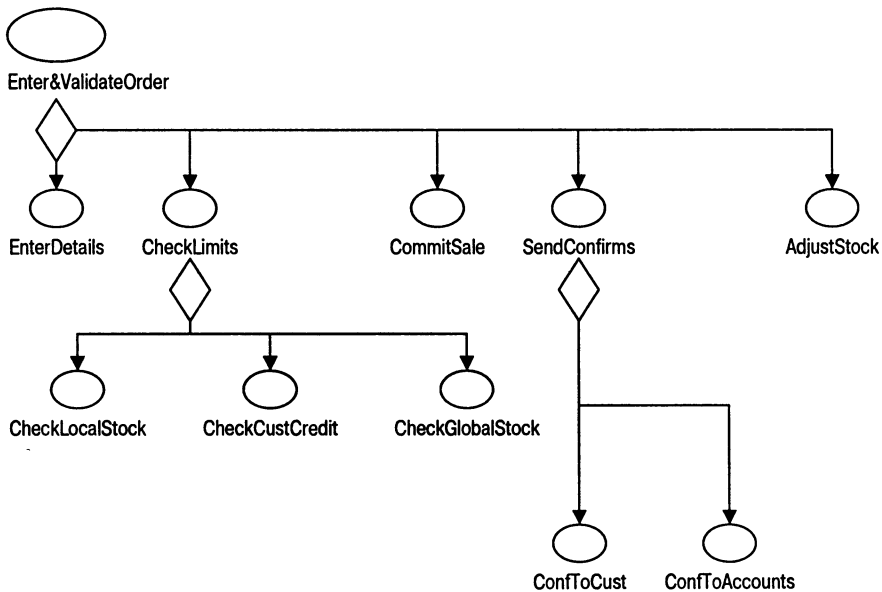 Enter&ValidateOrder
EnterDetails
CheckLimits
CommitSale
SendConfirms
AdjustStock
CheckLocalStock
CheckCustCredit
CheckGlobalStock
ConfToCust
ConfToAccounts